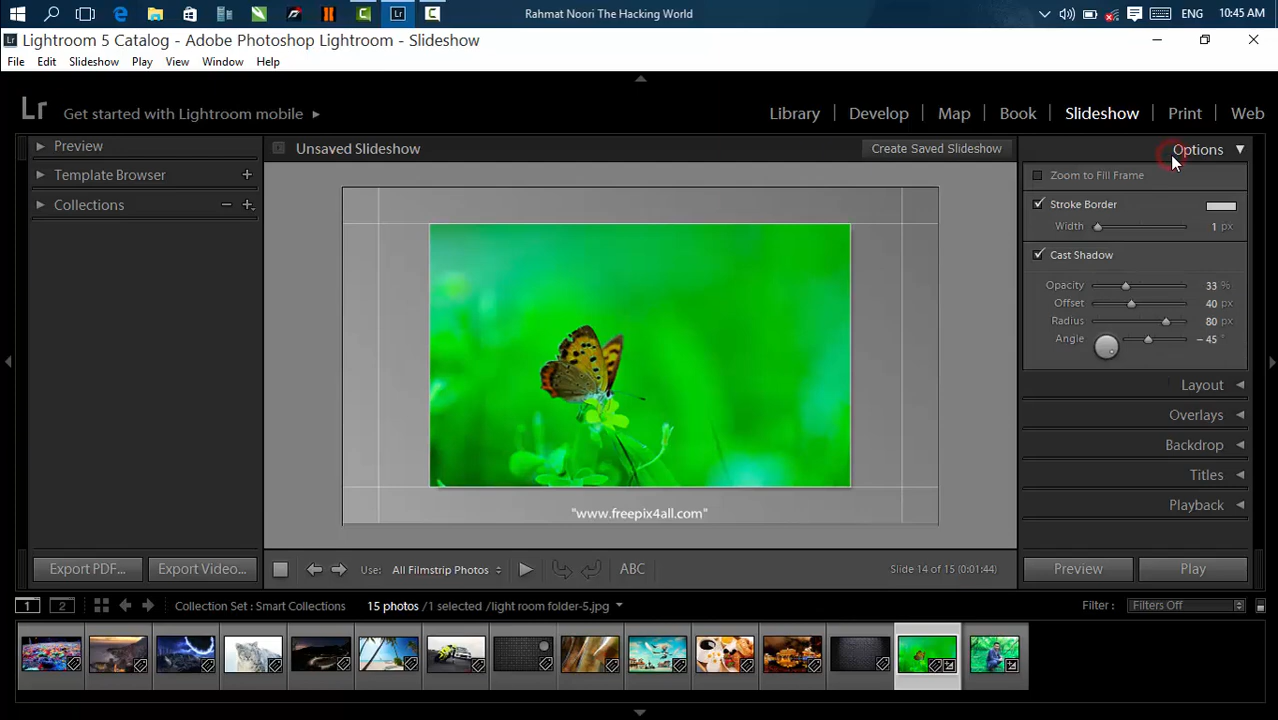 Rahmat Noori The Hacking World
ENG
10:45 AM
Lr Lightroom 5 Catalog - Adobe Photoshop Lightroom - Slideshow
File Edit Slideshow Play View Window Help
Lr Get started with Lightroom mobile
Library Develop Map Book Slideshow Print Web
Preview
Template Browser
Collections
Unsaved Slideshow
Create Saved Slideshow
"www.freepix4all.com"
Options
Zoom to Fill Frame
Stroke Border
Width 1 px
Cast Shadow
Opacity 33 %
Offset 40 px
Radius 80 px
Angle - 45 °
Layout
Overlays
Backdrop
Titles
Playback
Export PDF... Export Video...
Use: All Filmstrip Photos ABC Slide 14 of 15 (0:01:44)
Preview Play
1 2 Collection Set : Smart Collections 15 photos / 1 selected / light room folder-5.jpg Filter : Filters Off